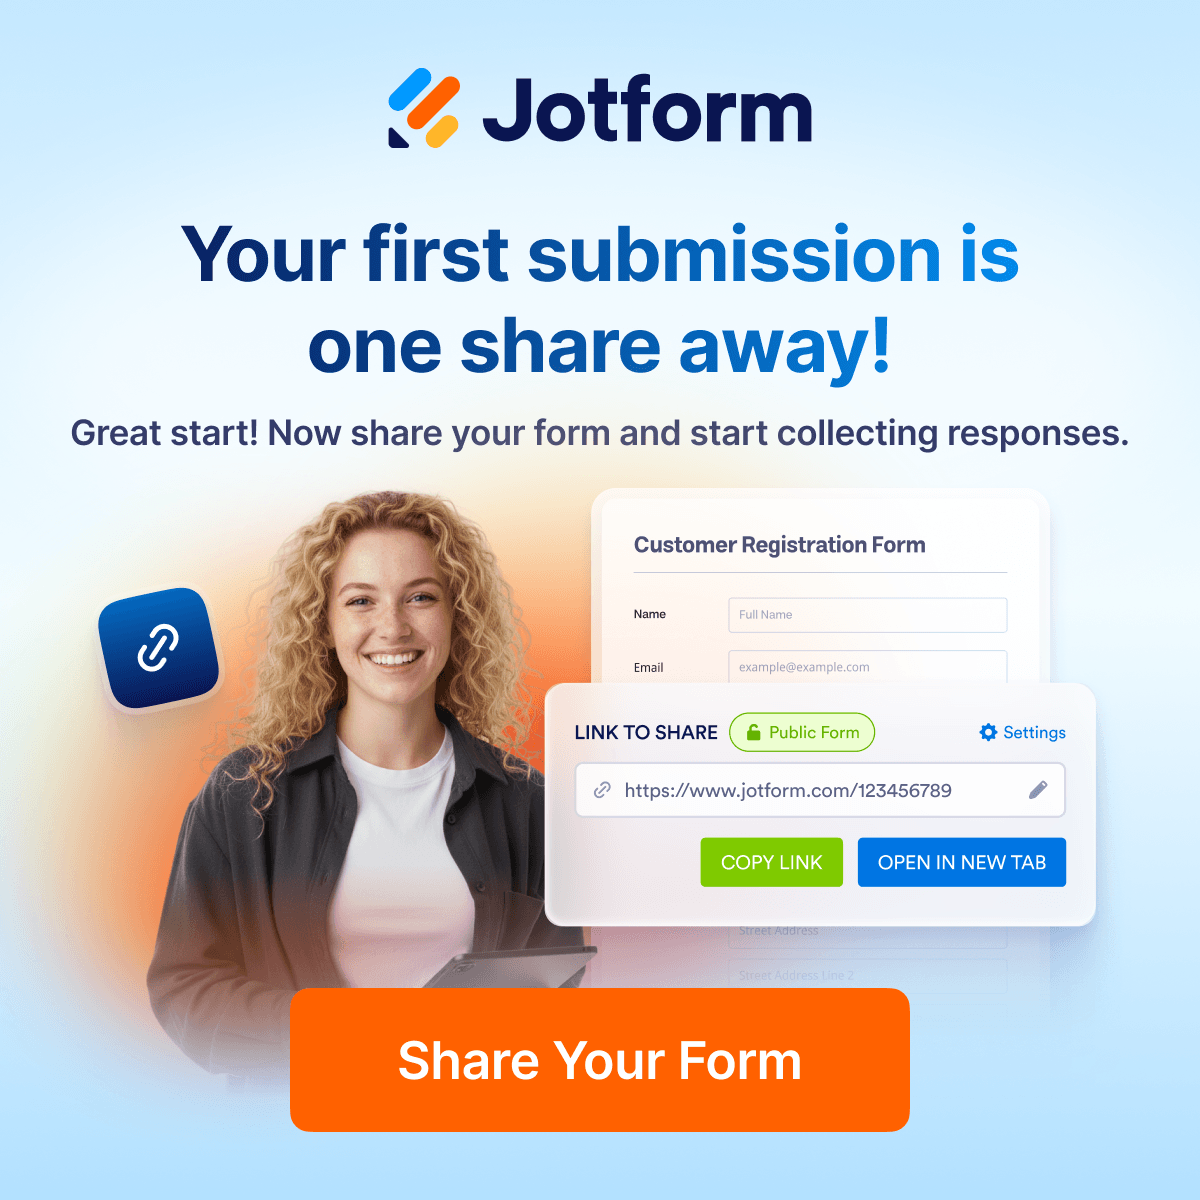 Jotform
Your first submission is
one share away!
Great start! Now share your form and start collecting responses.
Customer Registration Form
Name
Full Name
Email
example@example.com
LINK TO SHARE
Public Form
Settings
https://www.jotform.com/123456789
COPY LINK
OPEN IN NEW TAB
Street Address
Street Address Line 2
Share Your Form